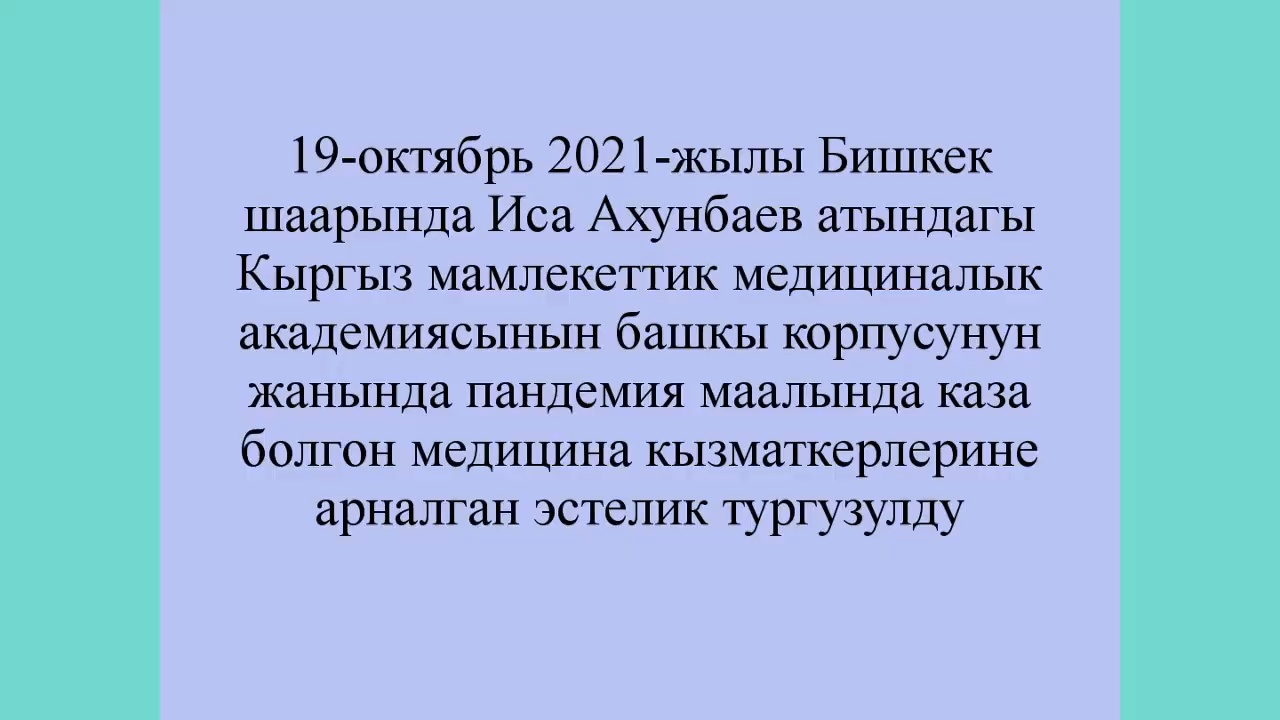 19-октябрь 2021-жылы Бишкек
шаарында Иса Ахунбаев атындагы
Кыргыз мамлекеттик медициналык
академиясынын башкы корпусунун
жанында пандемия маалында каза
болгон медицина кызматкерлерине
арналган эстелик тургузулду